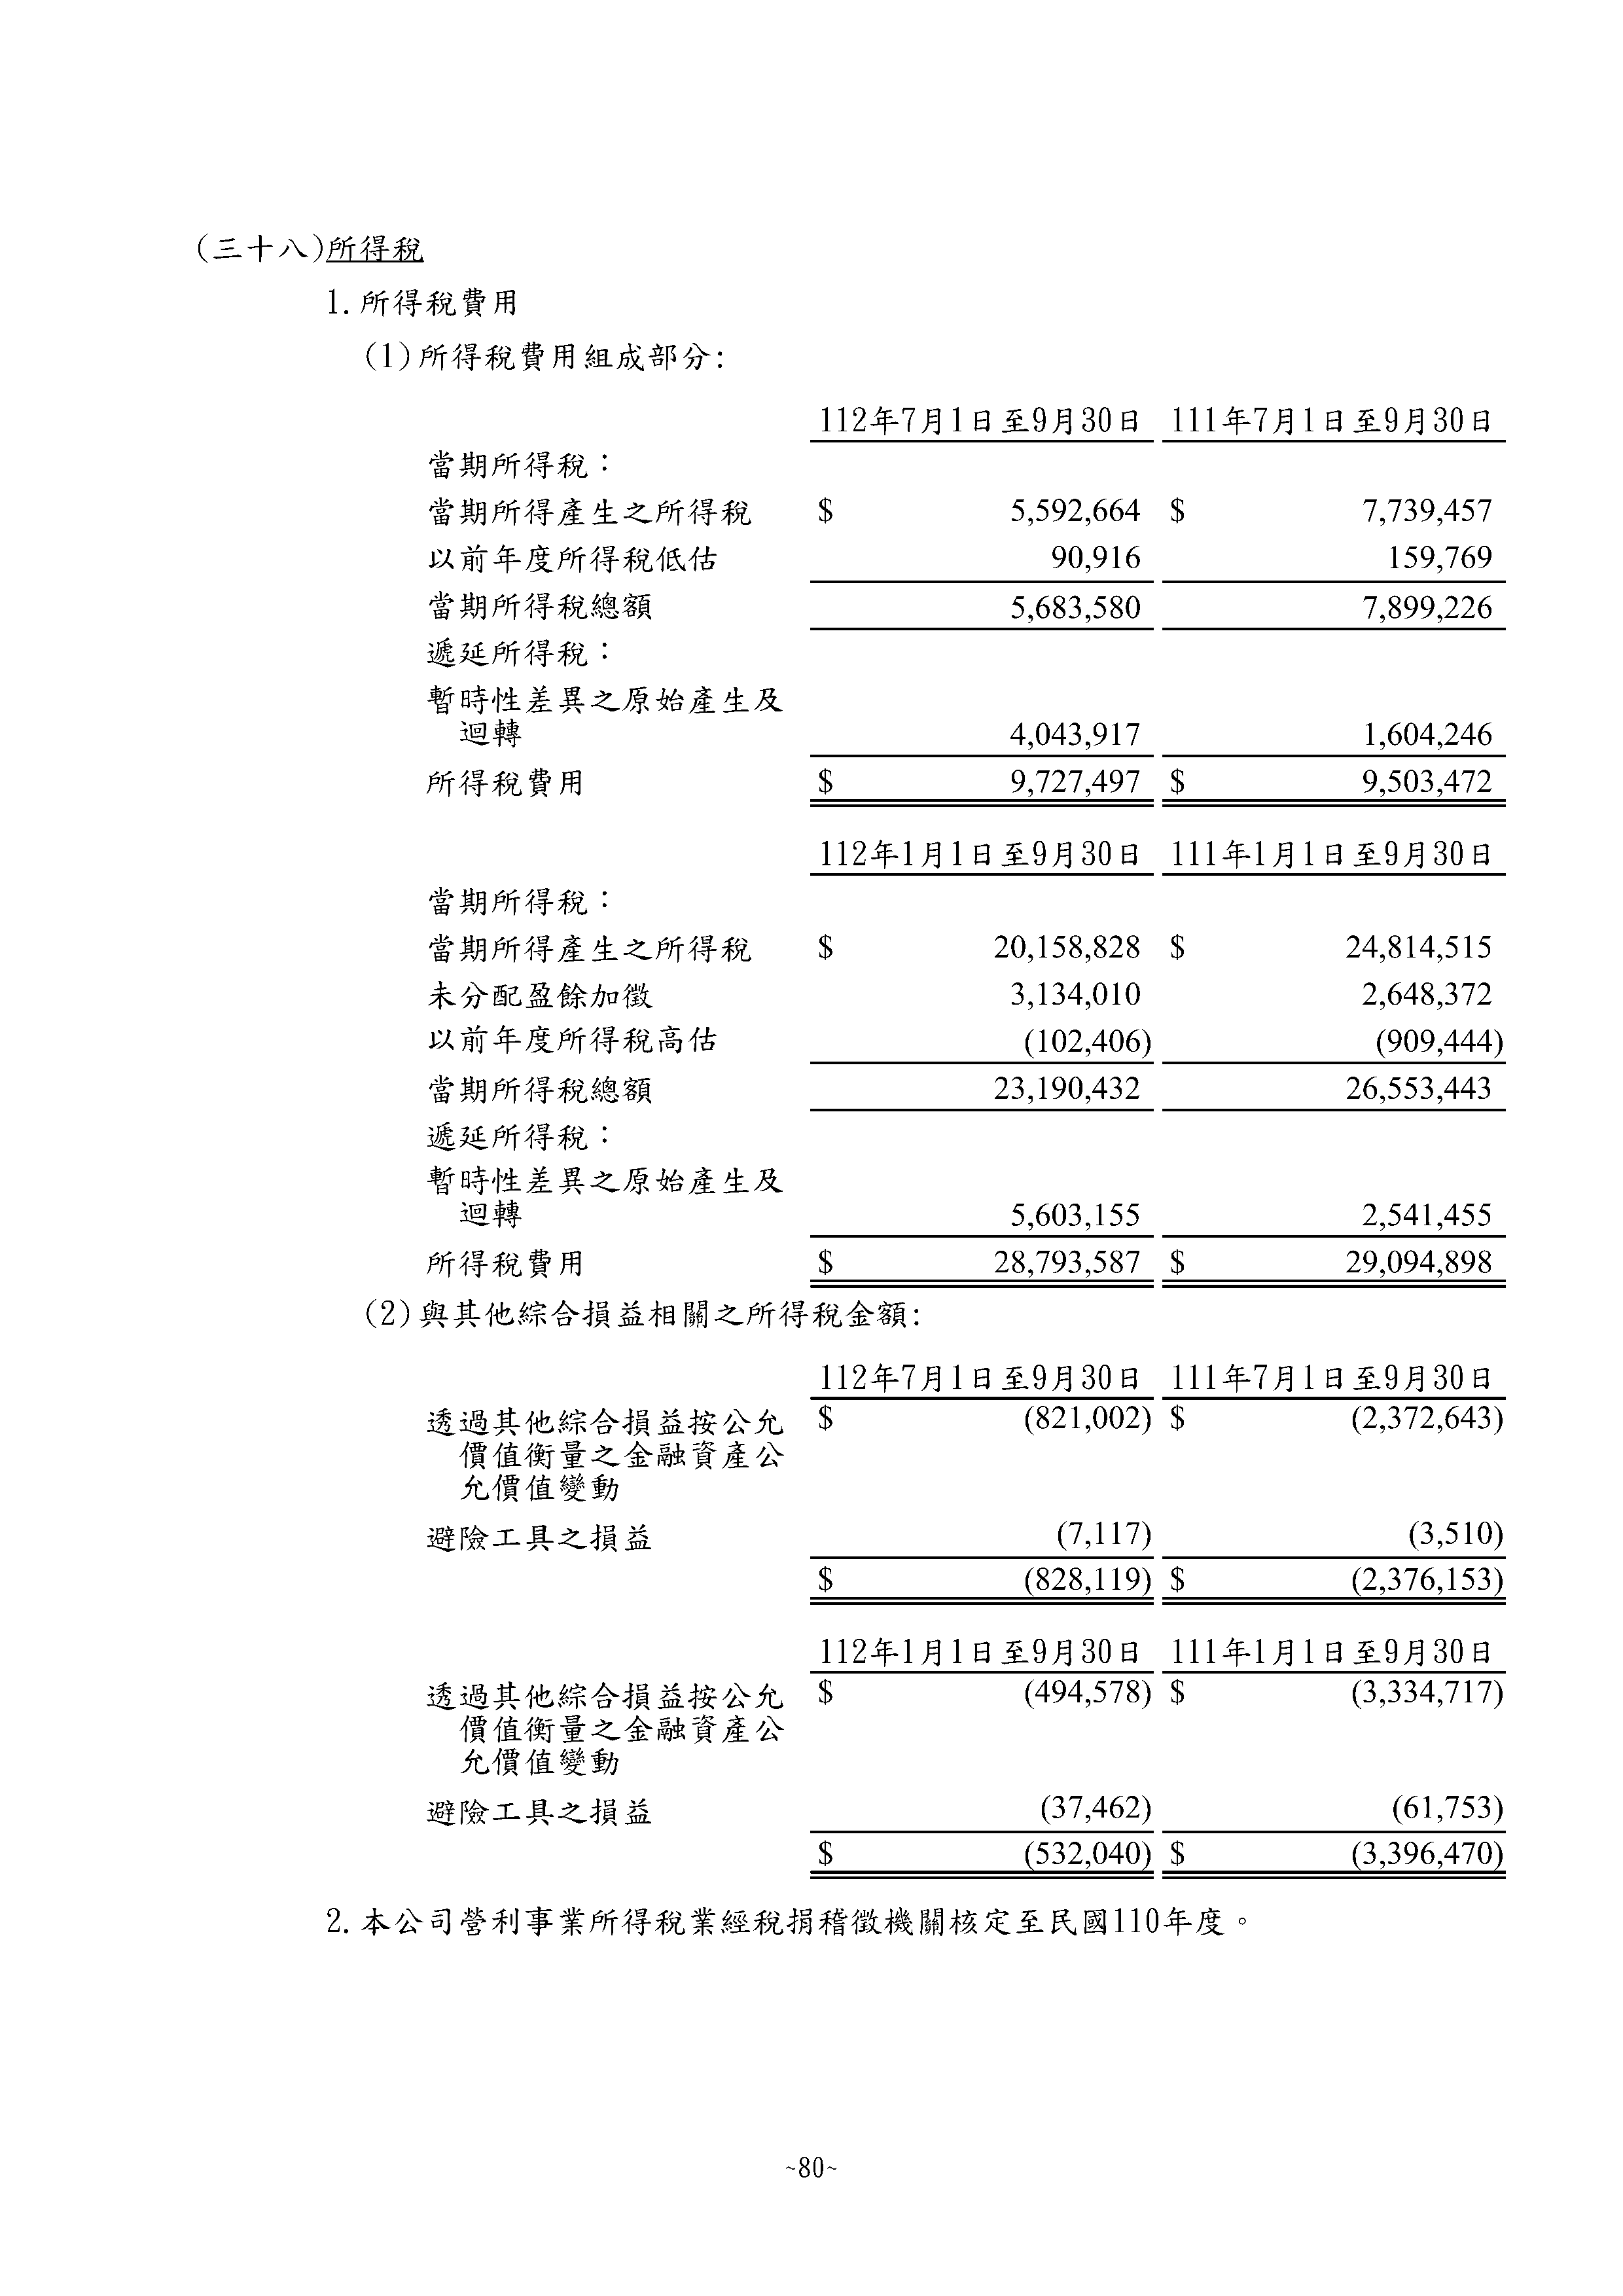 (三十八)所得稅
1.所得稅費用
(1)所得稅費用組成部分:
112年7月1日至9月30日 111年7月1日至9月30日
當期所得稅：
當期所得產生之所得稅 $ 5,592,664 $ 7,739,457
以前年度所得稅低估 90,916 159,769
當期所得稅總額 5,683,580 7,899,226
遞延所得稅：
暫時性差異之原始產生及
迴轉 4,043,917 1,604,246
所得稅費用 $ 9,727,497 $ 9,503,472
112年1月1日至9月30日 111年1月1日至9月30日
當期所得稅：
當期所得產生之所得稅 $ 20,158,828 $ 24,814,515
未分配盈餘加徵 3,134,010 2,648,372
以前年度所得稅高估 (102,406) (909,444)
當期所得稅總額 23,190,432 26,553,443
遞延所得稅：
暫時性差異之原始產生及
迴轉 5,603,155 2,541,455
所得稅費用 $ 28,793,587 $ 29,094,898
(2)與其他綜合損益相關之所得稅金額:
112年7月1日至9月30日 111年7月1日至9月30日
透過其他綜合損益按公允 $ (821,002) $ (2,372,643)
價值衡量之金融資產公
允價值變動
避險工具之損益 (7,117) (3,510)
$ (828,119) $ (2,376,153)
112年1月1日至9月30日 111年1月1日至9月30日
透過其他綜合損益按公允 $ (494,578) $ (3,334,717)
價值衡量之金融資產公
允價值變動
避險工具之損益 (37,462) (61,753)
$ (532,040) $ (3,396,470)
2.本公司營利事業所得稅業經稅捐稽徵機關核定至民國110年度。
~80~